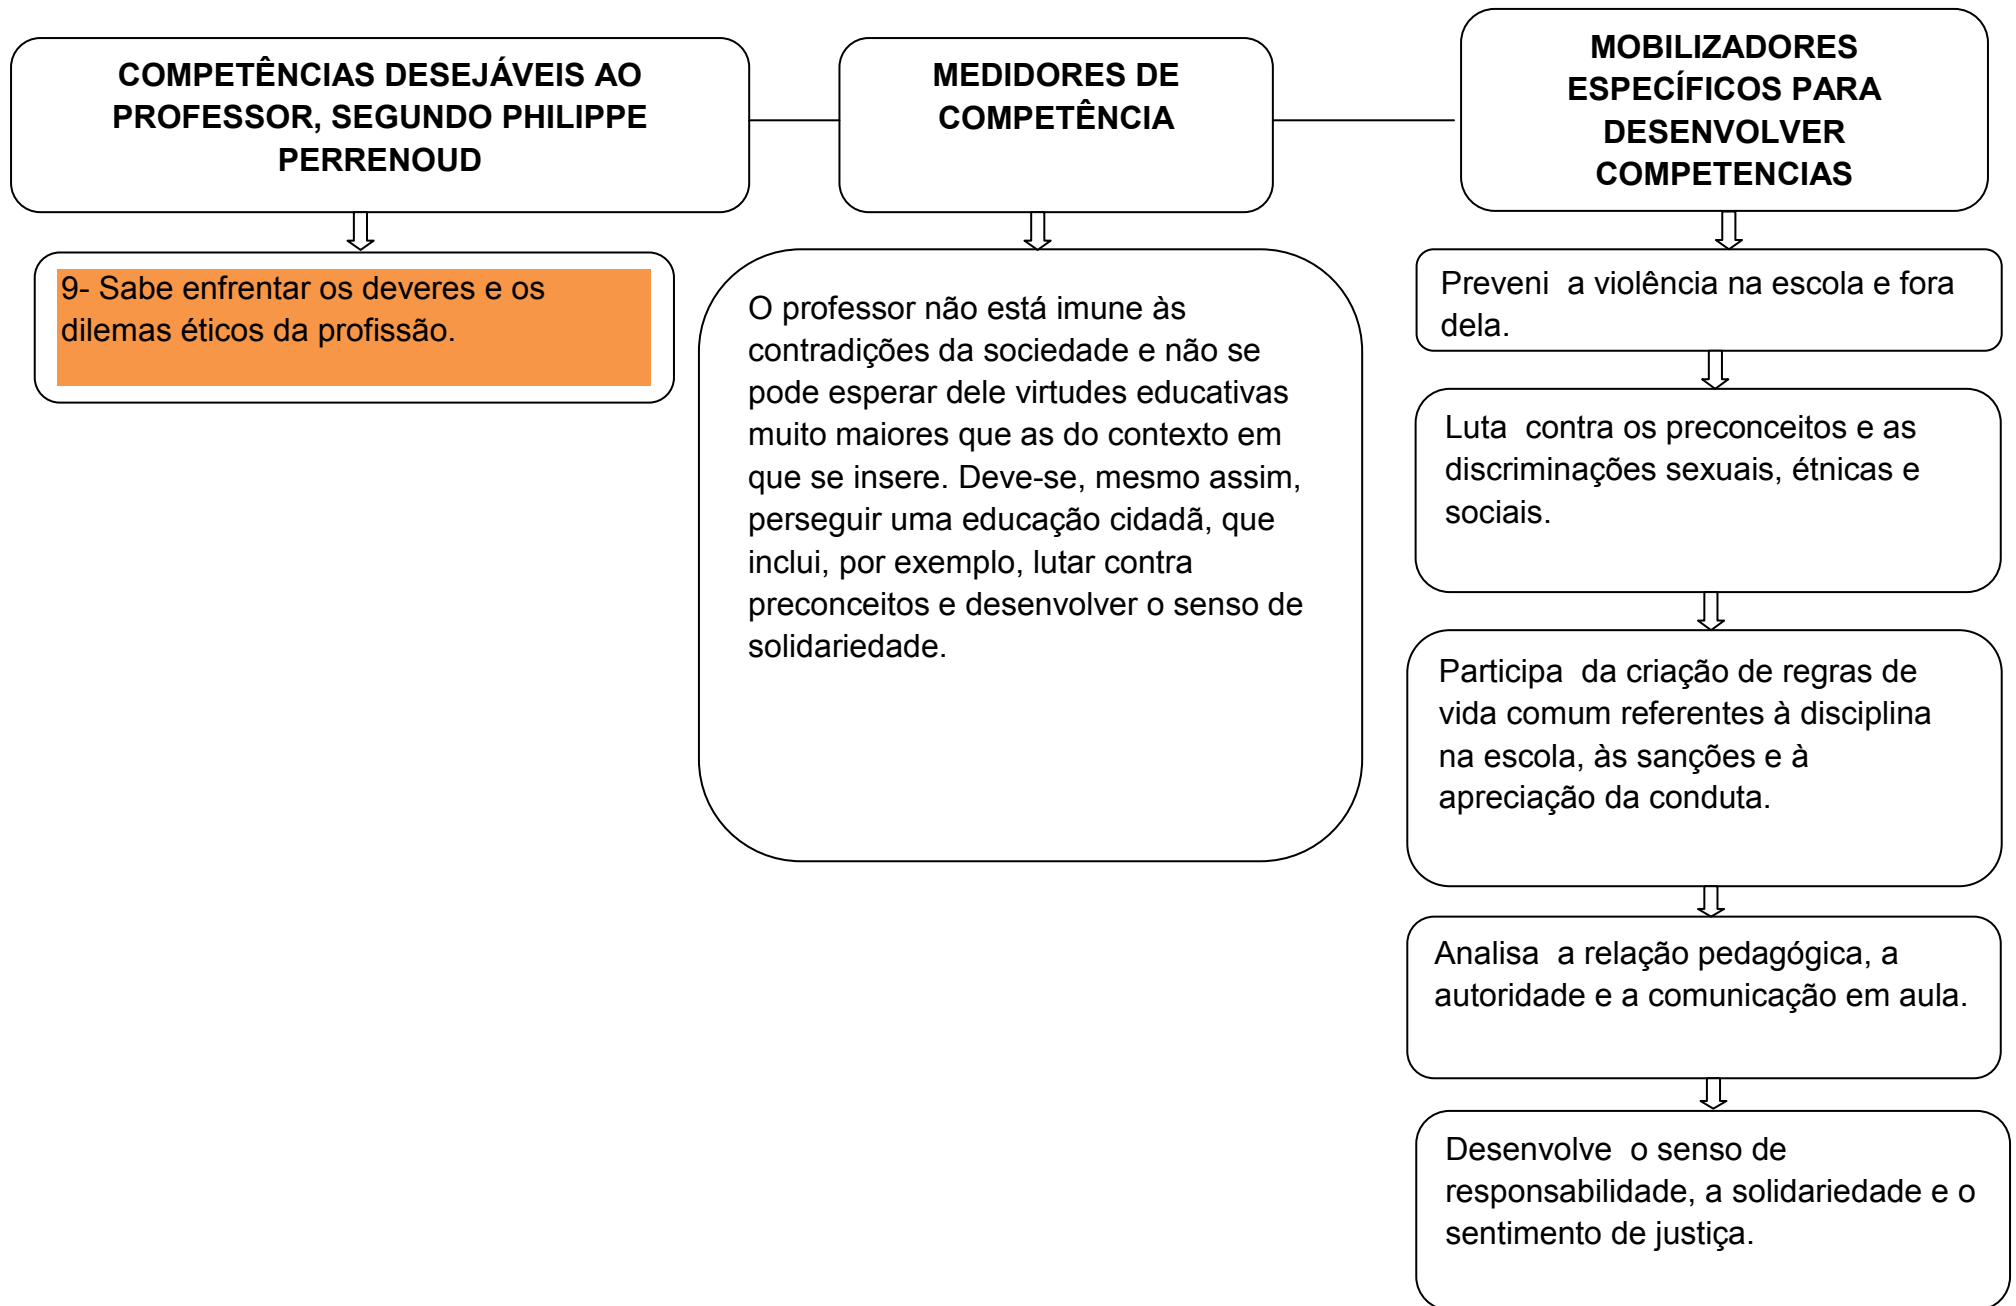 COMPETÊNCIAS DESEJÁVEIS AO
PROFESSOR, SEGUNDO PHILIPPE
PERRENOUD
9- Sabe enfrentar os deveres e os
dilemas éticos da profissão.
MEDIDORES DE
COMPETÊNCIA
O professor não está imune às
contradições da sociedade e não se
pode esperar dele virtudes educativas
muito maiores que as do contexto em
que se insere. Deve-se, mesmo assim,
perseguir uma educação cidadã, que
inclui, por exemplo, lutar contra
preconceitos e desenvolver o senso de
solidariedade.
MOBILIZADORES
ESPECÍFICOS PARA
DESENVOLVER
COMPETENCIAS
Preveni  a violência na escola e fora
dela.
Luta  contra os preconceitos e as
discriminações sexuais, étnicas e
sociais.
Participa  da criação de regras de
vida comum referentes à disciplina
na escola, às sanções e à
apreciação da conduta.
Analisa  a relação pedagógica, a
autoridade e a comunicação em aula.
Desenvolve  o senso de
responsabilidade, a solidariedade e o
sentimento de justiça.